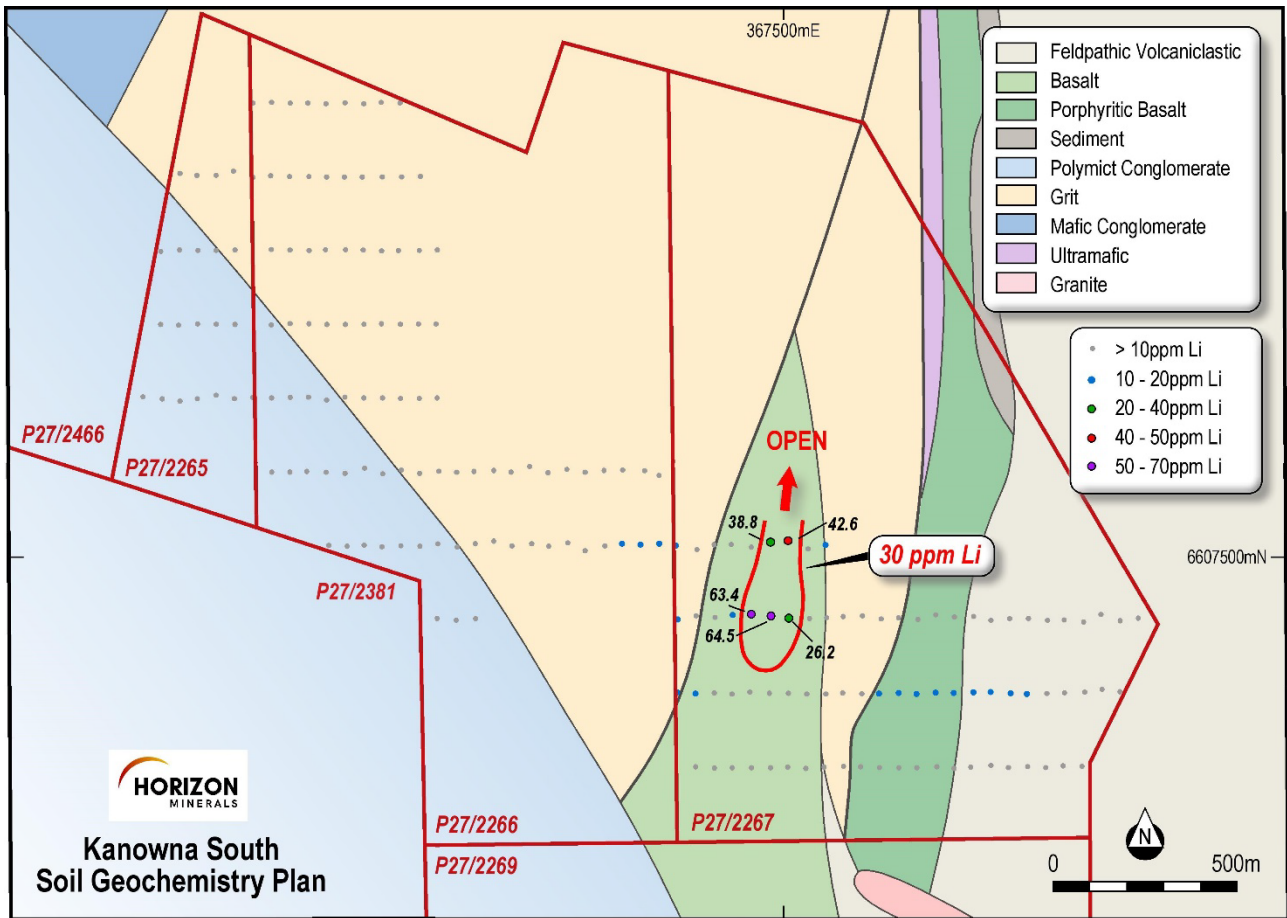 367500mE
Feldpathic Volcaniclastic
Basalt
Porphyritic Basalt
Sediment
Polymict Conglomerate
Grit
Mafic Conglomerate
Ultramafic
Granite
> 10ppm Li
10 - 20ppm Li
20 - 40ppm Li
40 - 50ppm Li
50 - 70ppm Li
P27/2466
P27/2265
OPEN
38.8
42.6
30 ppm Li
6607500mN
P27/2381
63.4
64.5
26.2
HORIZON
MINERALS
Kanowna South
Soil Geochemistry Plan
P27/2266
P27/2267
P27/2269
N
0
500m